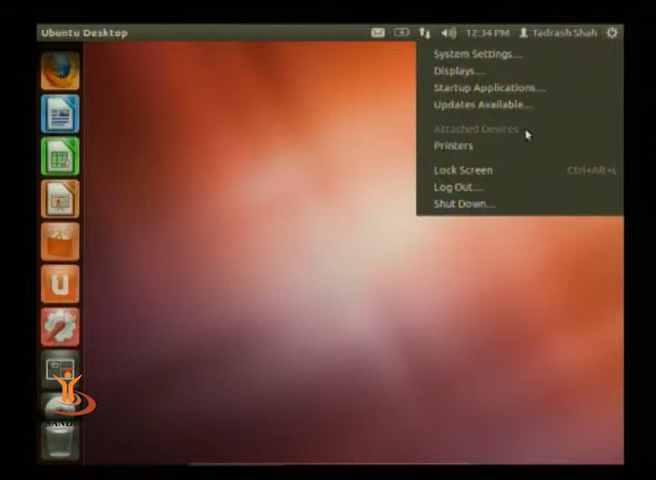 Ubuntu Desktop
12:34 PM
Tadrash Shah
System Settings...
Displays...
Startup Applications...
Updates Available...
Attached Devices
Printers
Lock Screen Ctrl+Alt+L
Log Out...
Shut Down...